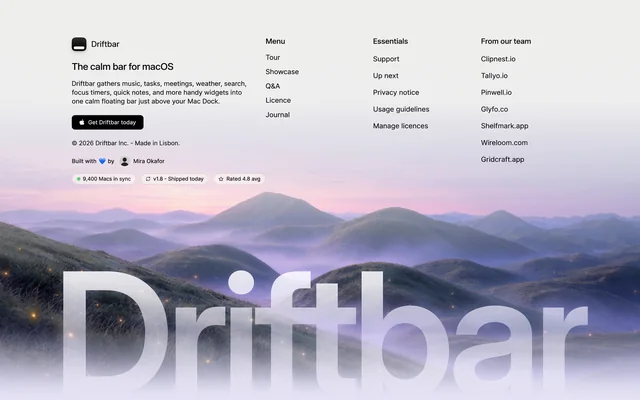 Driftbar
The calm bar for macOS
Driftbar gathers music, tasks, meetings, weather, search,
focus timers, quick notes, and more handy widgets into
one calm floating bar just above your Mac Dock.
Get Driftbar today
© 2026 Driftbar Inc. - Made in Lisbon.
Built with 💙 by Mira Okafor
9,400 Macs in sync
v1.8 - Shipped today
Rated 4.8 avg
Menu
Tour
Showcase
Q&A
Licence
Journal
Essentials
Support
Up next
Privacy notice
Usage guidelines
Manage licences
From our team
Clipnest.io
Tallyo.io
Pinwell.io
Glyfo.co
Shelfmark.app
Wireloom.com
Gridcraft.app
Driftbar